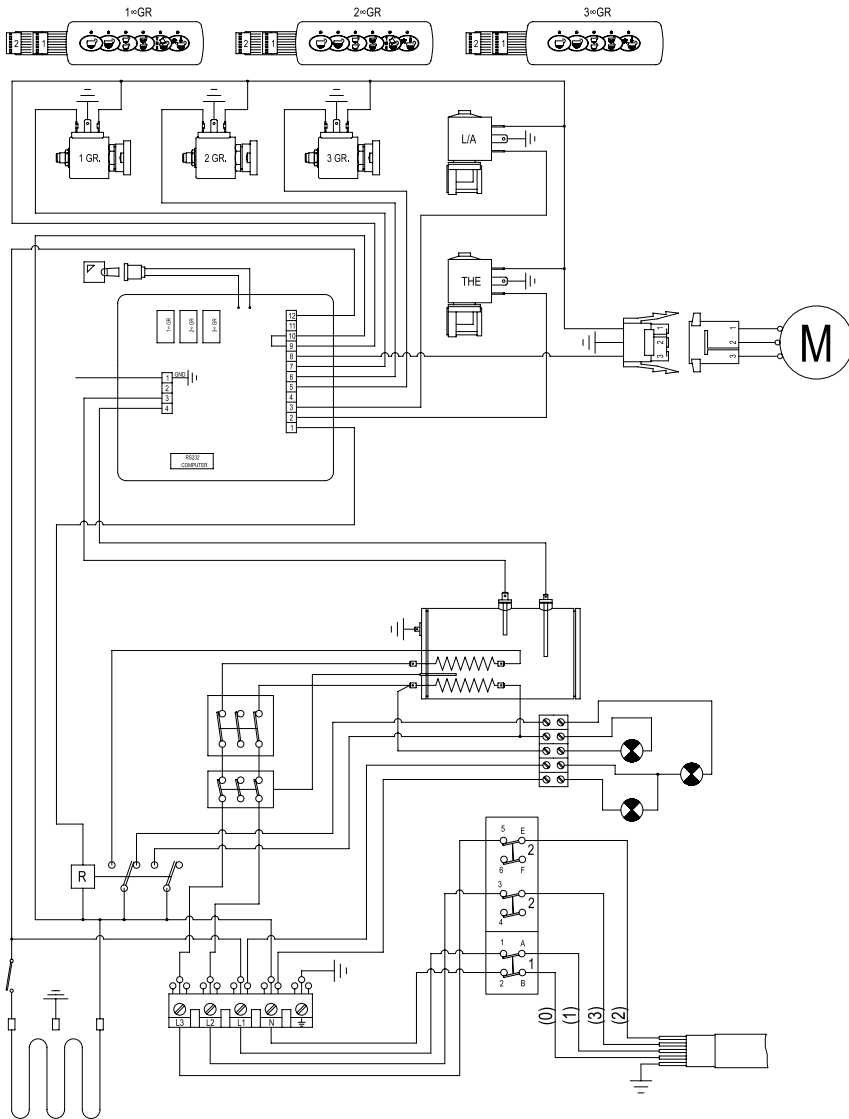 1∞GR
2∞GR
3∞GR
2
1
2
1
2
1
1 GR.
2 GR.
3 GR.
L/A
THE
1∞ GR
2∞ GR
3∞ GR
12
11
10
9
8
7
6
5
4
3
2
1
1
2
3
4
GND
RS232
COMPUTER
1
2
3
1
2
3
M
R
5
E
2
6
F
3
2
4
1
A
1
2
B
L3
L2
L1
N
(0)
(1)
(3)
(2)